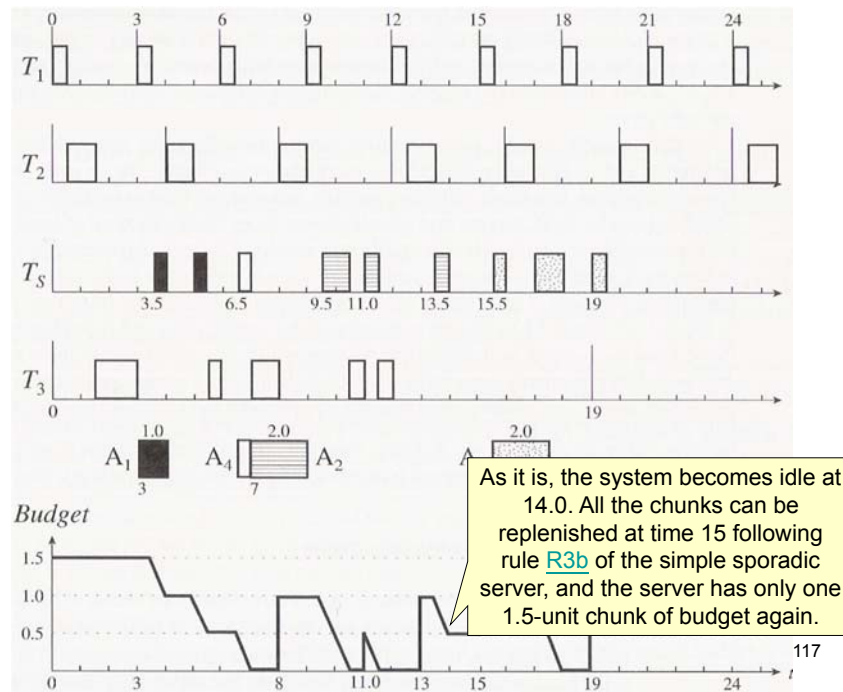 0 3 6 9 12 15 18 21 24
T1
T2
TS
3.5 6.5 9.5 11.0 13.5 15.5 19
T3
0 19
1.0 2.0 2.0
A1 A4 A2 A
3 7
As it is, the system becomes idle at
14.0. All the chunks can be
replenished at time 15 following
rule R3b of the simple sporadic
server, and the server has only one
1.5-unit chunk of budget again.
Budget
1.5
1.0
0.5
117
0 3 8 11.0 13 15 19 24 t